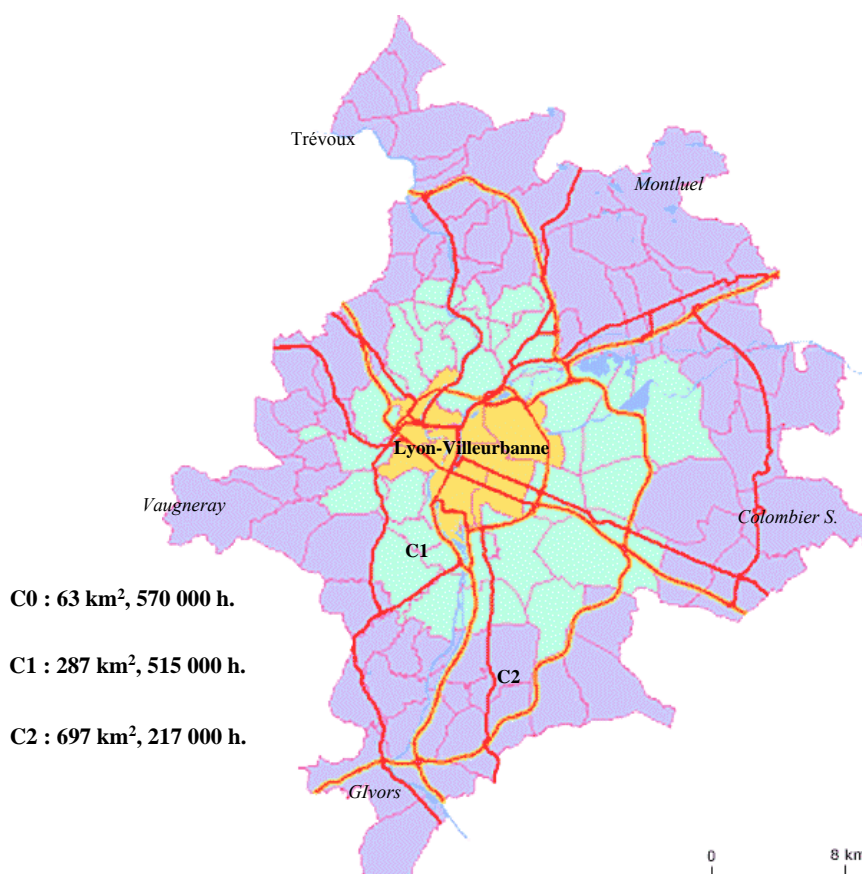 Trévoux
Montluel
Lyon-Villeurbanne
Vaugneray
Colombier S.
C1
C0 : 63 km², 570 000 h.
C1 : 287 km², 515 000 h.
C2
C2 : 697 km², 217 000 h.
GIvors
0 8 km